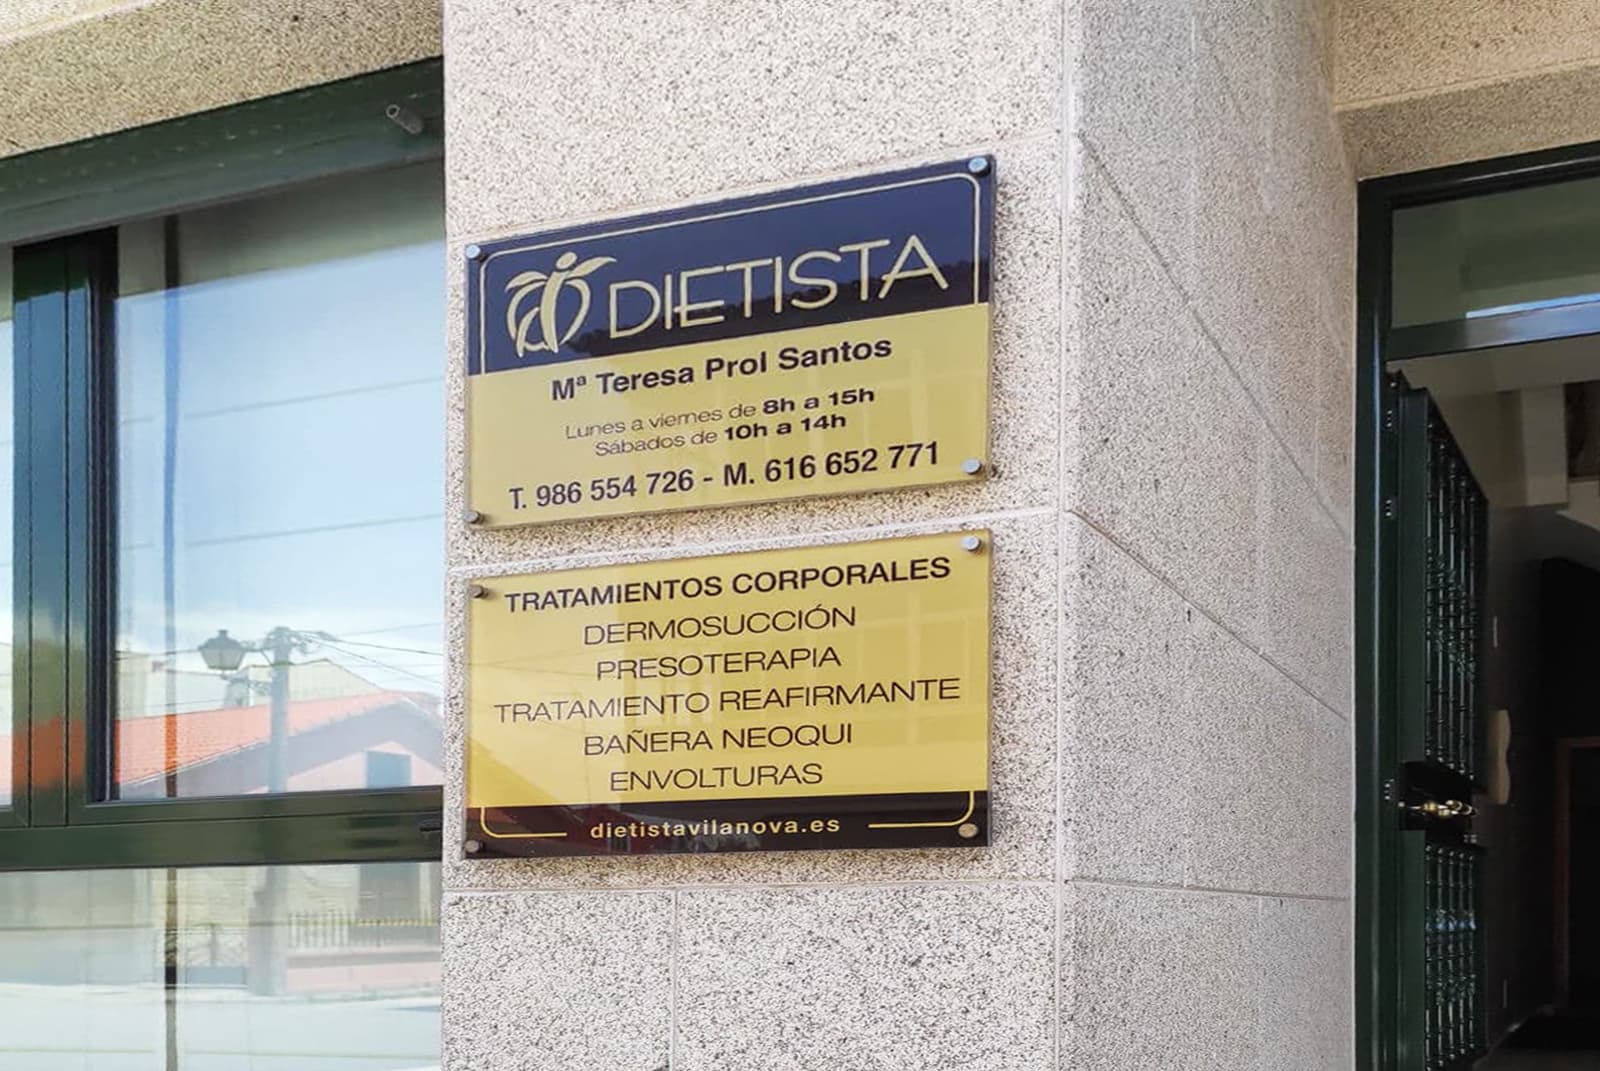 DIETISTA
Mª Teresa Prol Santos
Lunes a viernes de 8h a 15h
Sábados de 10h a 14h
T. 986 554 726 - M. 616 652 771
TRATAMIENTOS CORPORALES
DERMOSUCCIÓN
PRESOTERAPIA
TRATAMIENTO REAFIRMANTE
BAÑERA NEOQUI
ENVOLTURAS
dietistavilanova.es